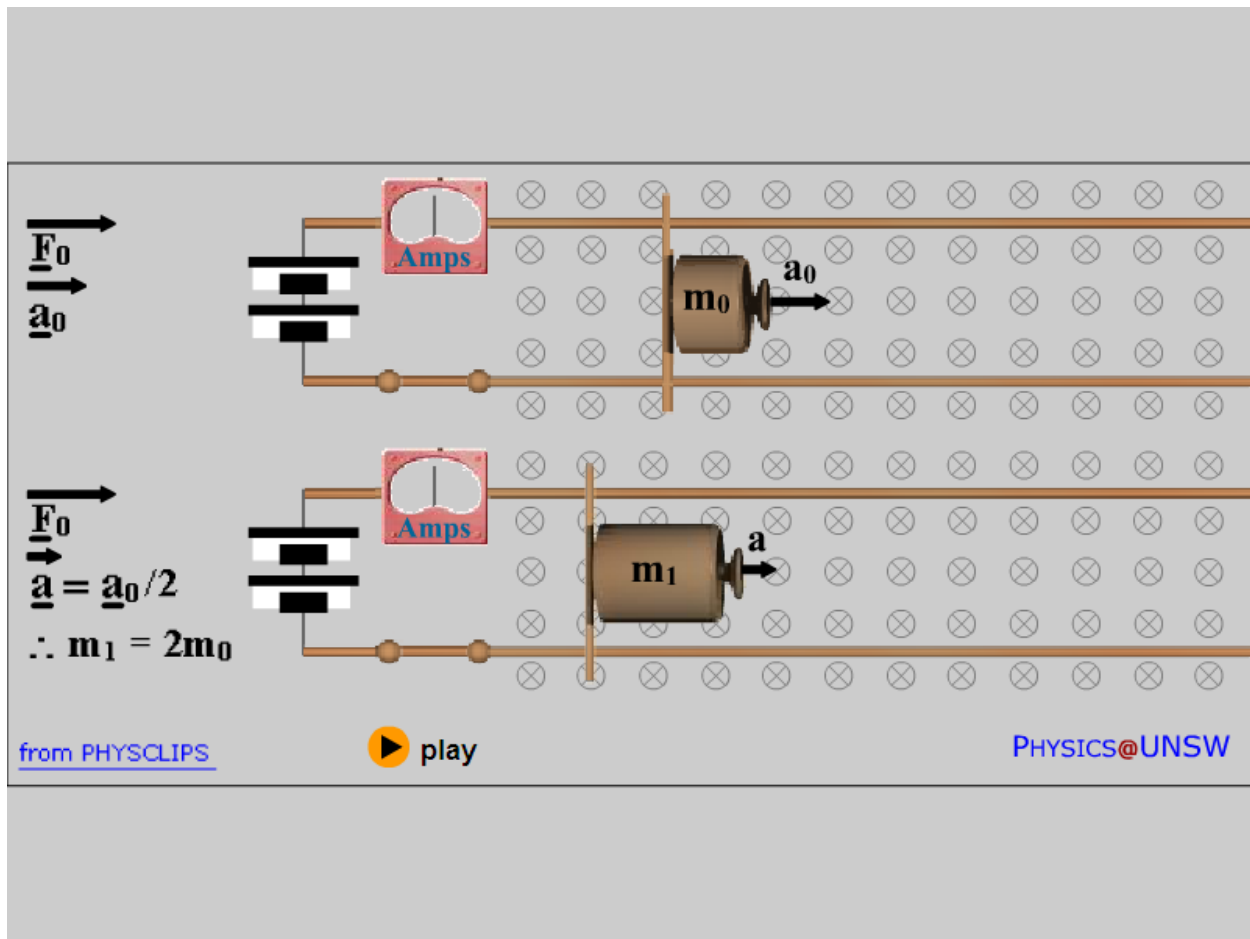 F₀
a₀
Amps
m₀
a₀
F₀
a = a₀/2
∴ m₁ = 2m₀
Amps
m₁
a
from PHYSCLIPS
play
PHYSICS@UNSW